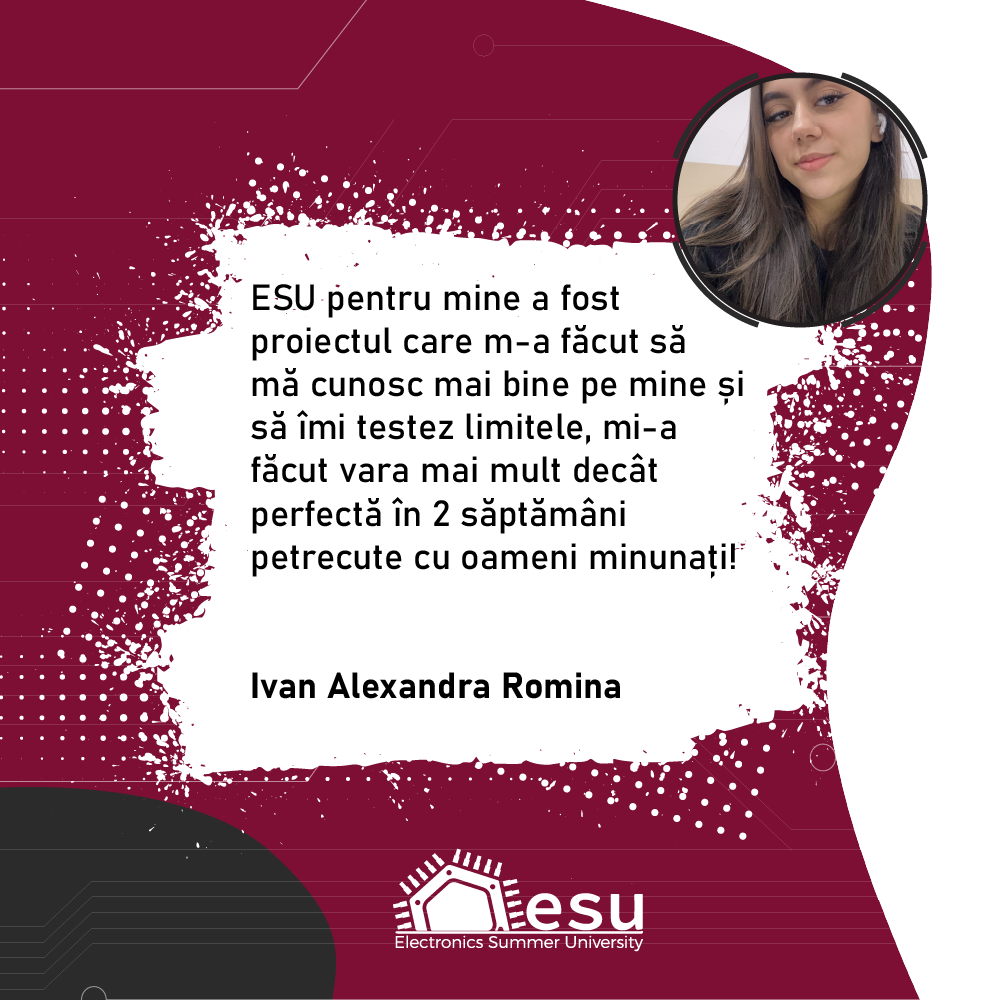 ESU pentru mine a fost
proiectul care m-a făcut să
mă cunosc mai bine pe mine și
să îmi testez limitele, mi-a
făcut vara mai mult decât
perfectă în 2 săptămâni
petrecute cu oameni minunați!
Ivan Alexandra Romina
esu
Electronics Summer University